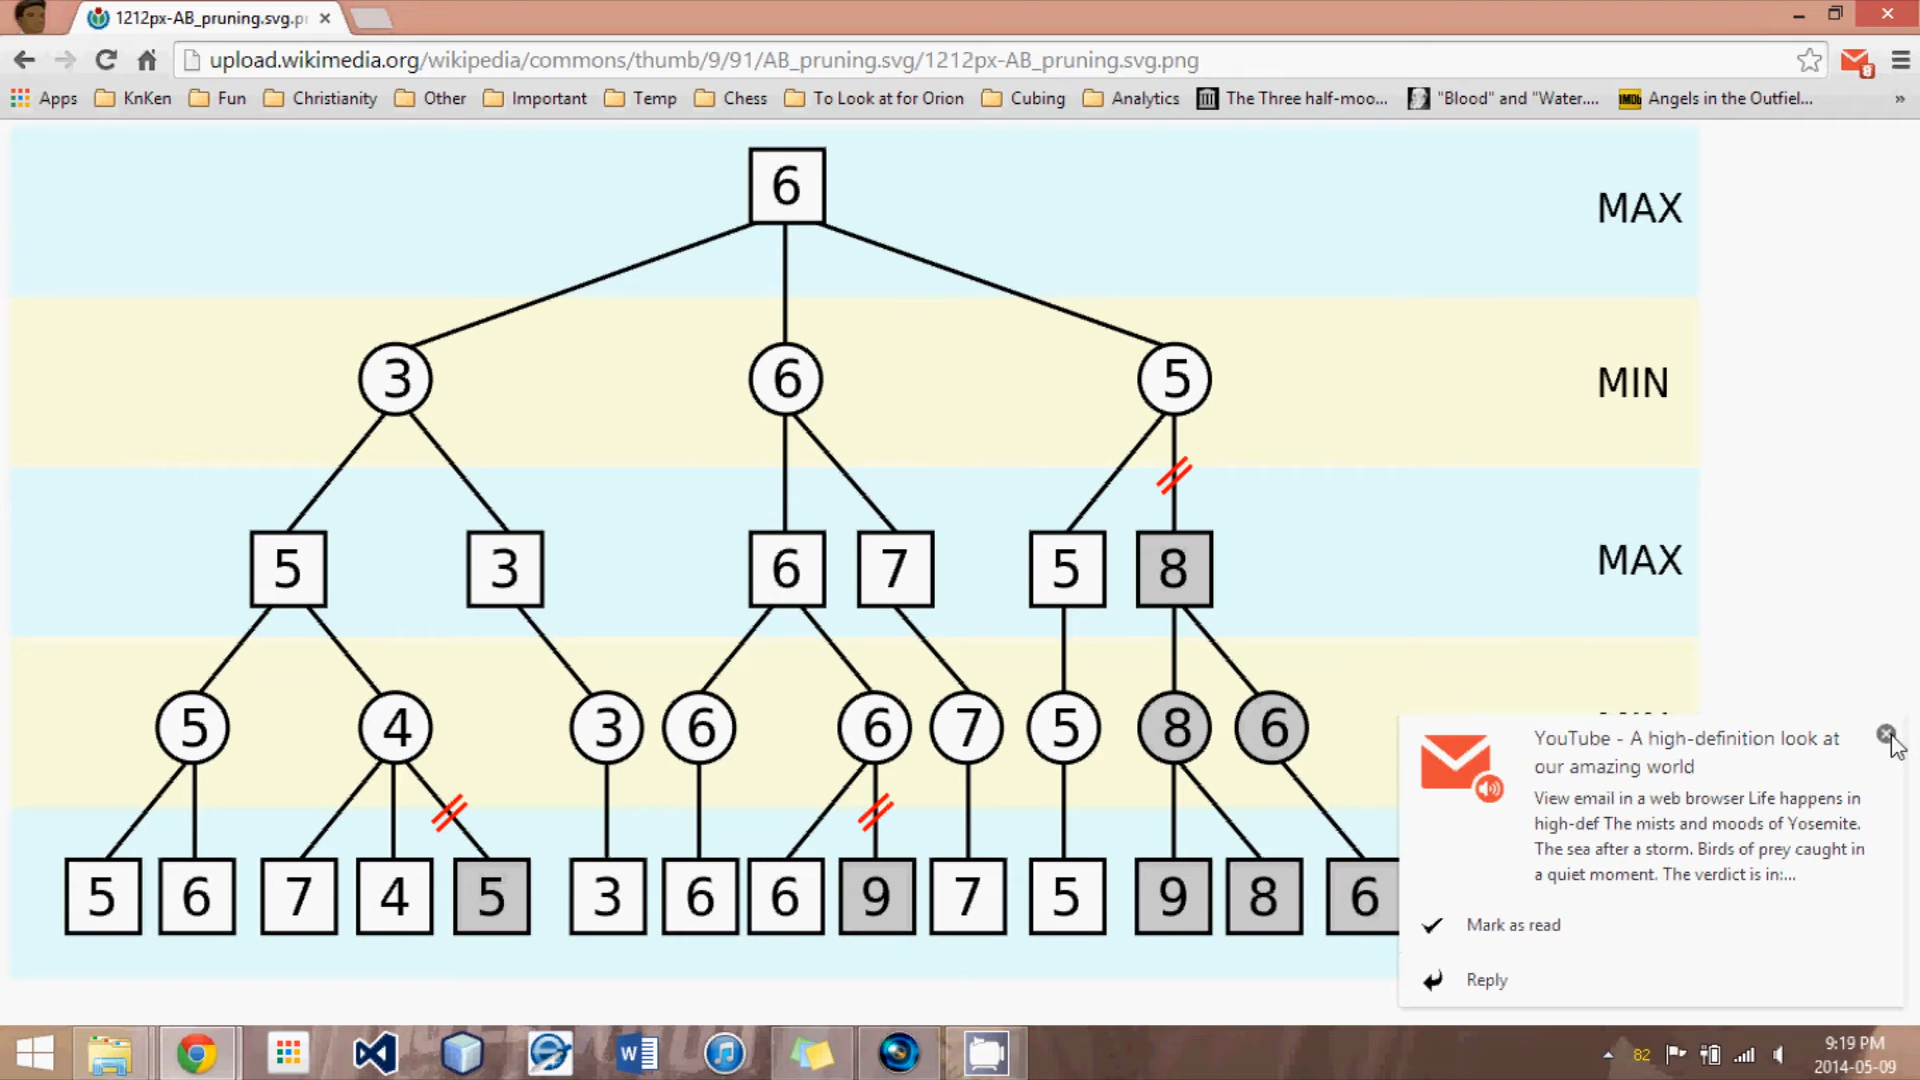 1212px-AB_pruning.svg.p
upload.wikimedia.org/wikipedia/commons/thumb/9/91/AB_pruning.svg/1212px-AB_pruning.svg.png
8
Apps KnKen Fun Christianity Other Important Temp Chess To Look at for Orion Cubing Analytics The Three half-moo... "Blood" and "Water.... IMDb Angels in the Outfiel... »
6
MAX
3 6 5
MIN
5 3 6 7 5 8
MAX
5 4 3 6 6 7 5 8 6
5 6 7 4 5 3 6 6 9 7 5 9 8 6
YouTube - A high-definition look at
our amazing world
View email in a web browser Life happens in
high-def The mists and moods of Yosemite.
The sea after a storm. Birds of prey caught in
a quiet moment. The verdict is in:...
Mark as read
Reply
82
9:19 PM
2014-05-09